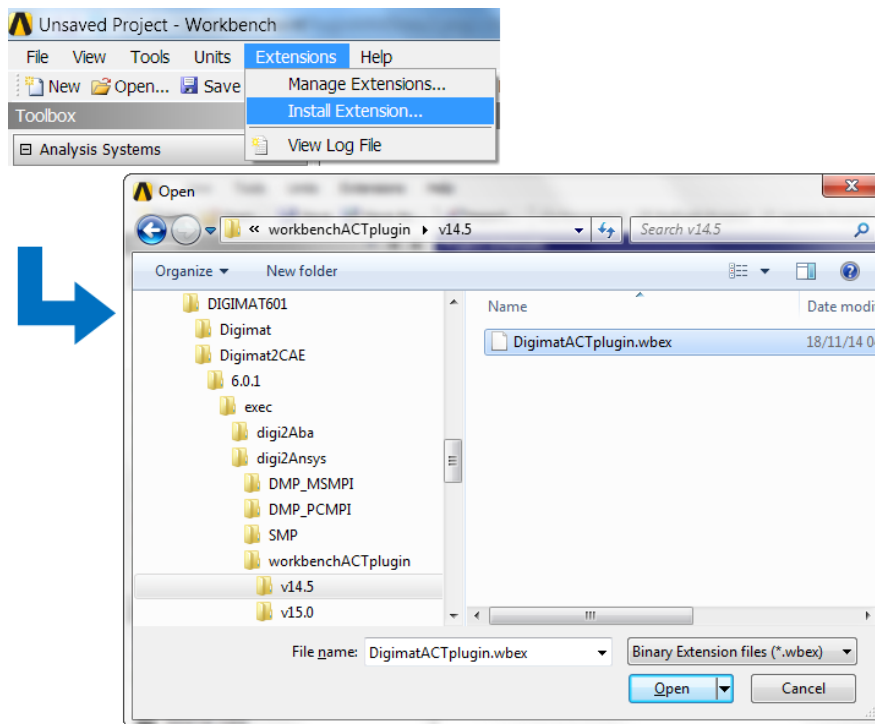 Unsaved Project - Workbench
File View Tools Units Extensions Help
New Open... Save
Manage Extensions...
Install Extension...
View Log File
Toolbox
Analysis Systems
Open
« workbenchACTplugin v14.5
Search v14.5
Organize New folder
Name Date modi
DIGIMAT601
Digimat
Digimat2CAE
6.0.1
exec
digi2Aba
digi2Ansys
DMP_MSMPI
DMP_PCMPI
SMP
workbenchACTplugin
v14.5
v15.0
DigimatACTplugin.wbex 18/11/14 0
File name: DigimatACTplugin.wbex Binary Extension files (*.wbex)
Open Cancel